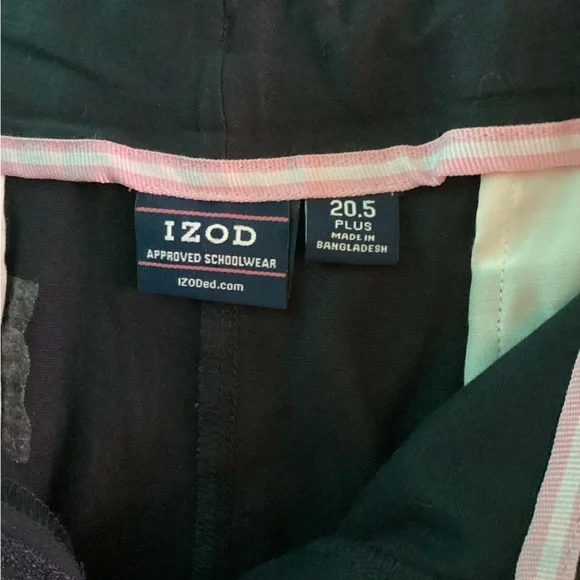 IZOD
APPROVED SCHOOLWEAR
IZODed.com
20.5
PLUS
MADE IN
BANGLADESH